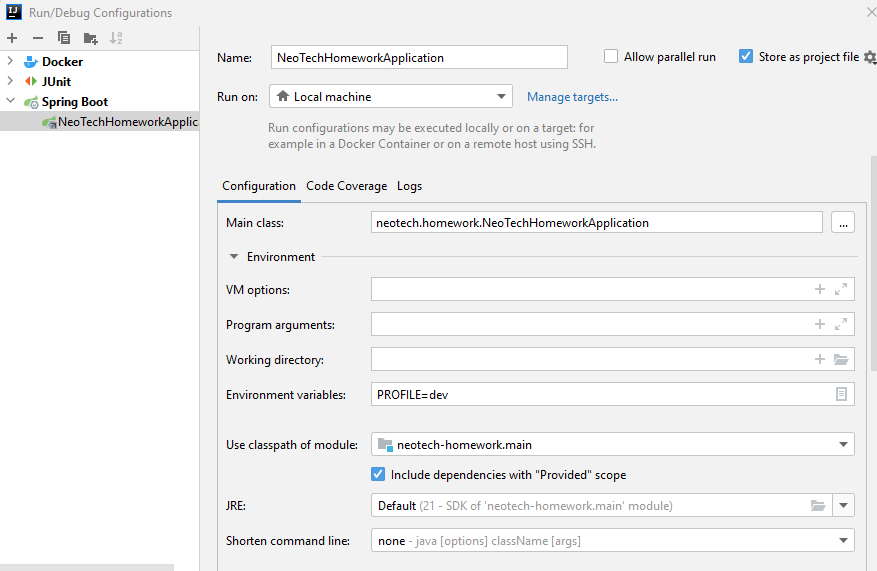 Run/Debug Configurations
Docker
JUnit
Spring Boot
NeoTechHomeworkApplic
Name: NeoTechHomeworkApplication Allow parallel run Store as project file
Run on: Local machine Manage targets...
Run configurations may be executed locally or on a target: for
example in a Docker Container or on a remote host using SSH.
Configuration Code Coverage Logs
Main class: neotech.homework.NeoTechHomeworkApplication ...
Environment
VM options:
Program arguments:
Working directory:
Environment variables: PROFILE=dev
Use classpath of module: neotech-homework.main
Include dependencies with "Provided" scope
JRE: Default (21 - SDK of 'neotech-homework.main' module)
Shorten command line: none - java [options] className [args]